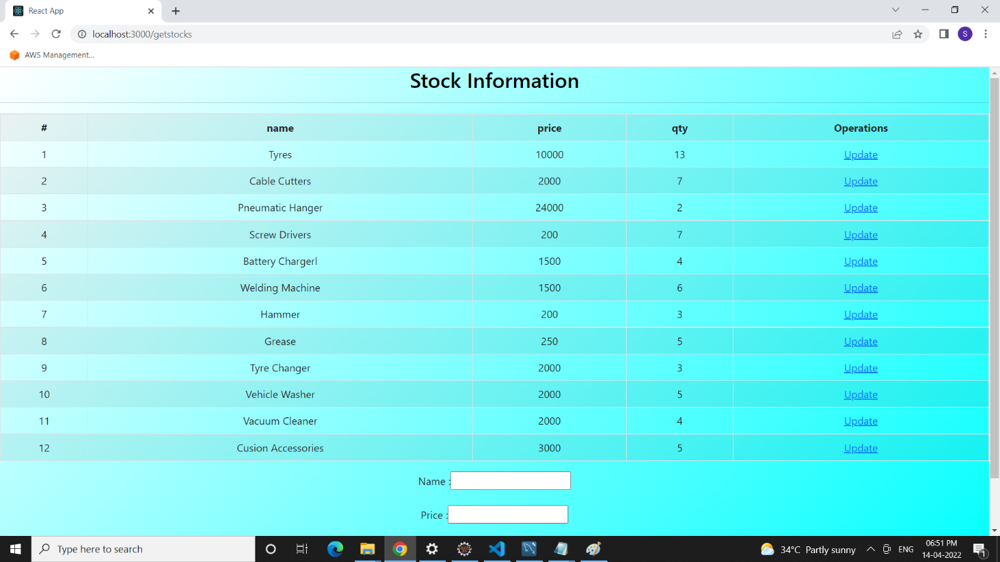 React App
localhost:3000/getstocks
S
AWS Management...
Stock Information
# name price qty Operations
1 Tyres 10000 13 Update
2 Cable Cutters 2000 7 Update
3 Pneumatic Hanger 24000 2 Update
4 Screw Drivers 200 7 Update
5 Battery Chargerl 1500 4 Update
6 Welding Machine 1500 6 Update
7 Hammer 200 3 Update
8 Grease 250 5 Update
9 Tyre Changer 2000 3 Update
10 Vehicle Washer 2000 5 Update
11 Vacuum Cleaner 2000 4 Update
12 Cusion Accessories 3000 5 Update
Name :
Price :
Type here to search
34°C Partly sunny
ENG
06:51 PM
14-04-2022
1